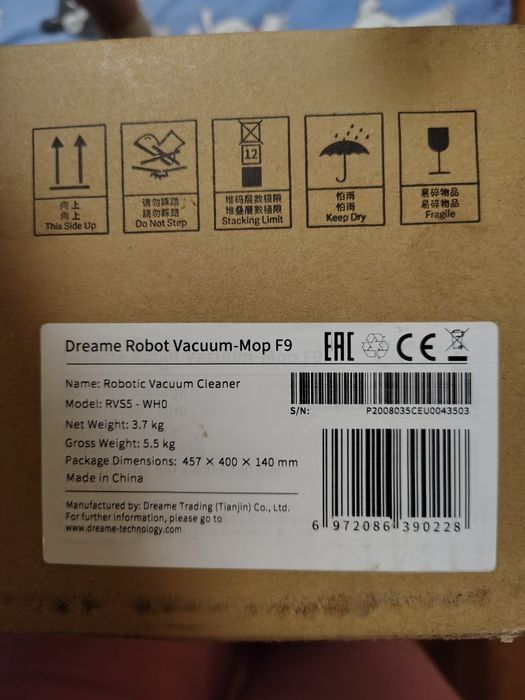 向上
向上
This Side Up
请勿踩踏
請勿踩踏
Do Not Step
12
堆码层数极限
堆疊層數極限
Stacking Limit
怕雨
怕雨
Keep Dry
易碎物品
易碎物品
Fragile
Dreame Robot Vacuum-Mop F9
EAC
CE
Name: Robotic Vacuum Cleaner
Model: RVS5 - WH0
Net Weight: 3.7 kg
Gross Weight: 5.5 kg
Package Dimensions: 457 × 400 × 140 mm
Made in China
S/N: P2008035CEU0043503
Manufactured by: Dreame Trading (Tianjin) Co., Ltd.
For further information, please go to
www.dreame-technology.com
6 972086 390228